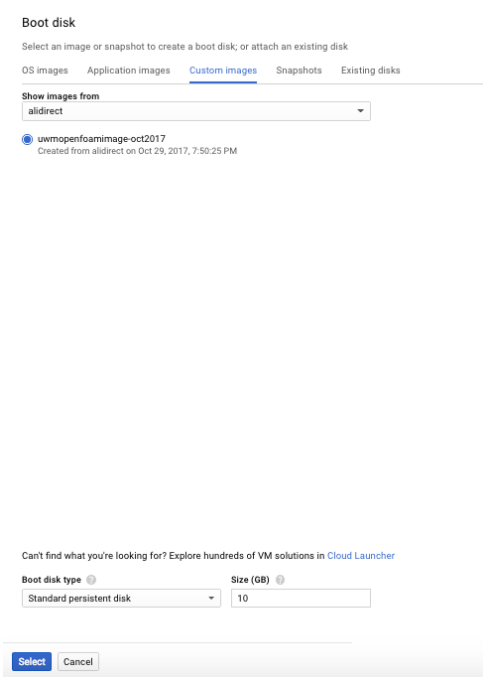 Boot disk
Select an image or snapshot to create a boot disk; or attach an existing disk
OS images Application images Custom images Snapshots Existing disks
Show images from
alidirect
uwmopenfoamimage-oct2017
Created from alidirect on Oct 29, 2017, 7:50:25 PM
Can't find what you're looking for? Explore hundreds of VM solutions in Cloud Launcher
Boot disk type ? Size (GB) ?
Standard persistent disk 10
Select Cancel